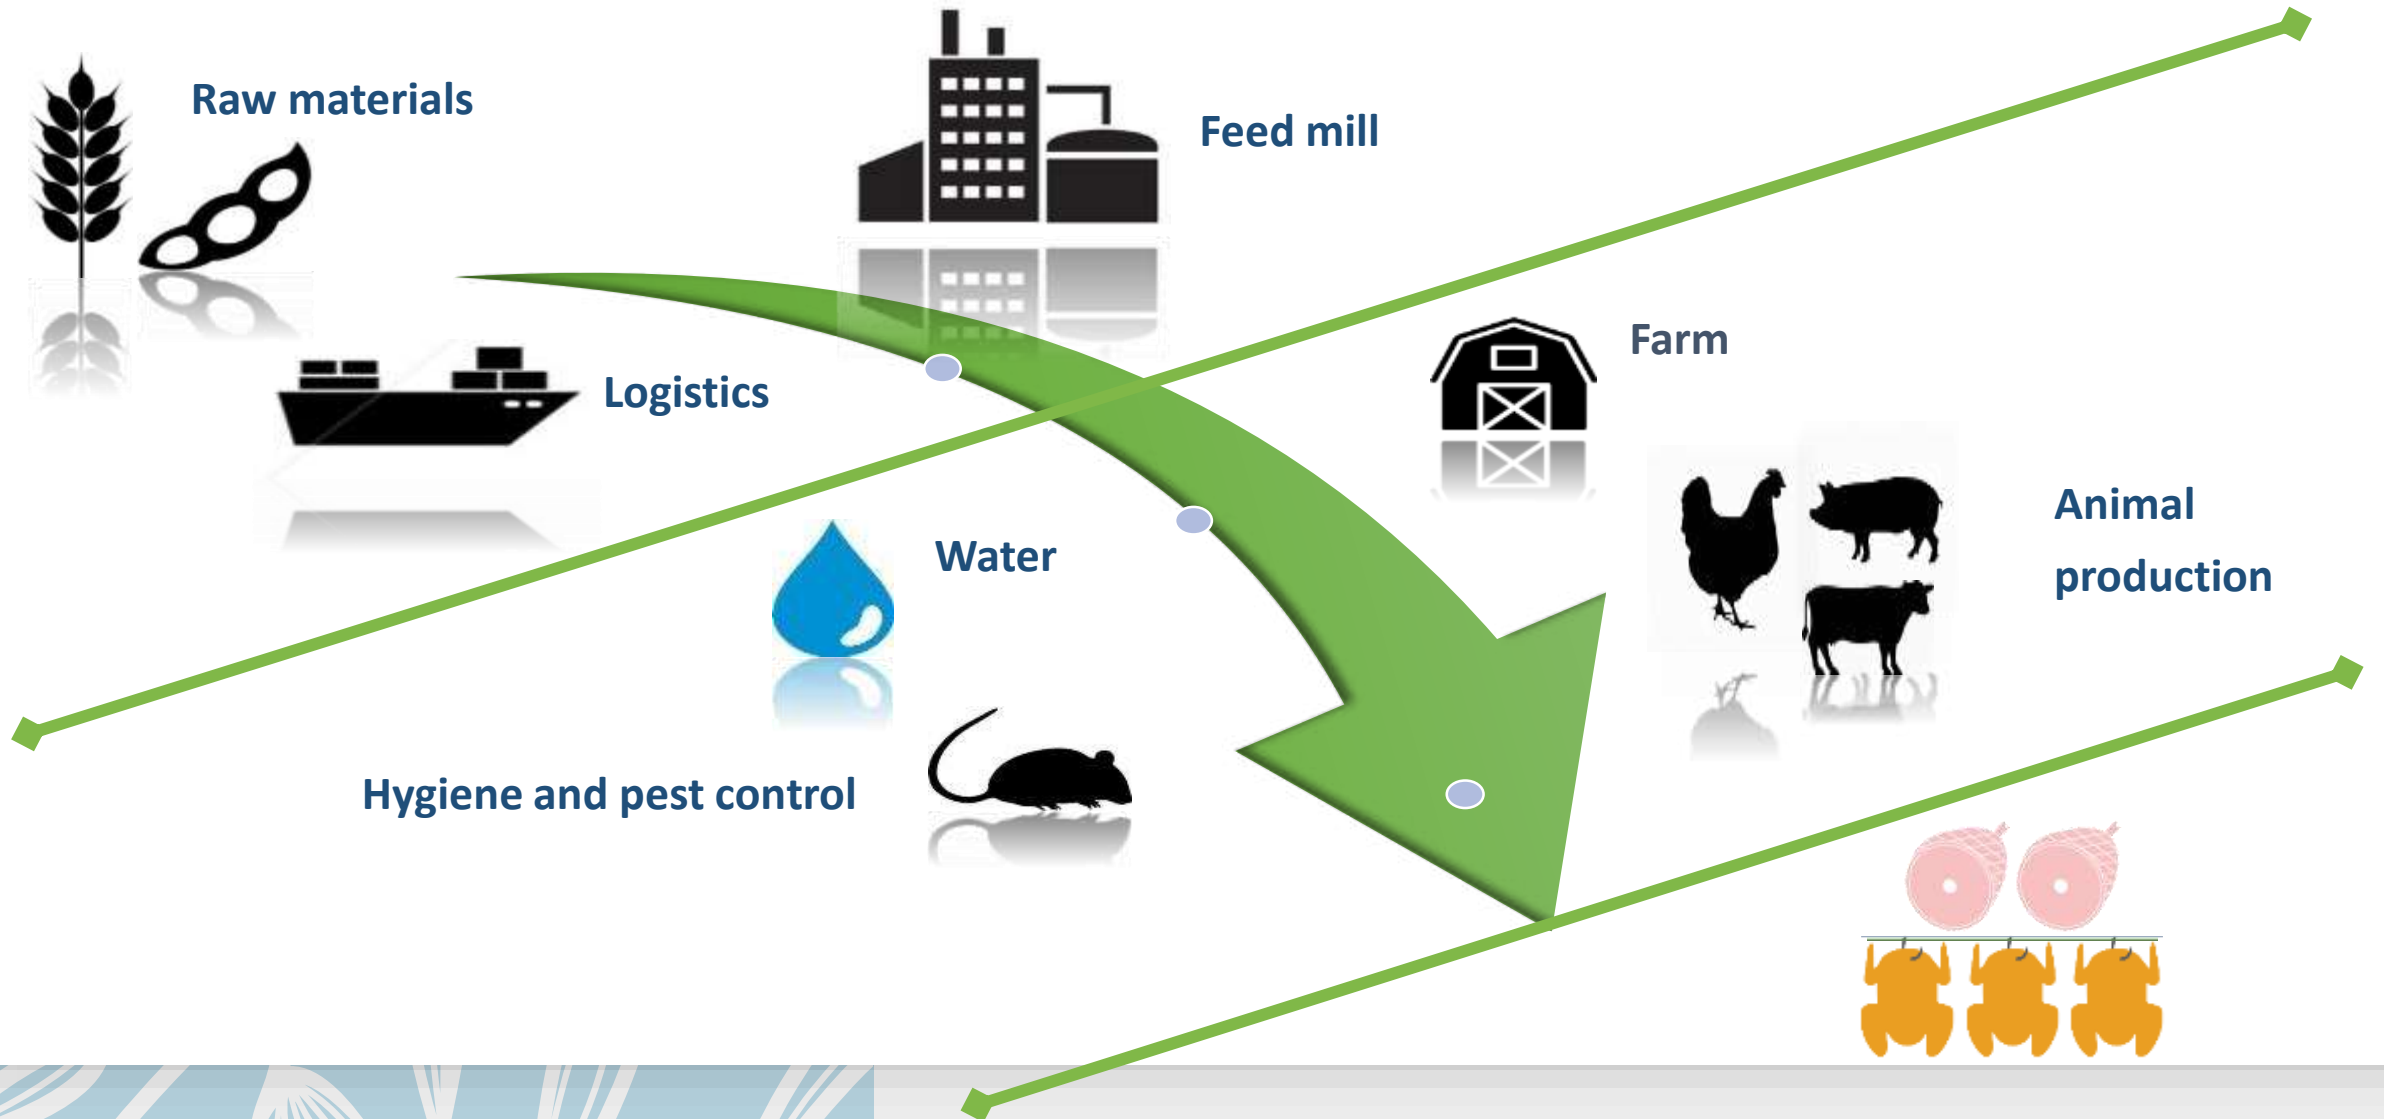 Raw materials
Feed mill
Farm
Logistics
Animal
production
Water
Hygiene and pest control